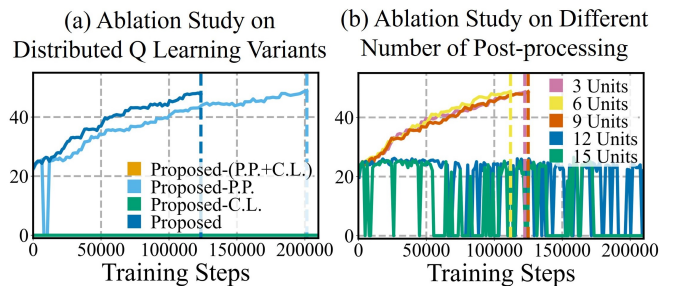 (a) Ablation Study on
Distributed Q Learning Variants
40
20
0
Proposed-(P.P.+C.L.)
Proposed-P.P.
Proposed-C.L.
Proposed
0
50000
100000
150000
200000
Training Steps
(b) Ablation Study on Different
Number of Post-processing
40
20
0
3 Units
6 Units
9 Units
12 Units
15 Units
0
50000
100000
150000
200000
Training Steps